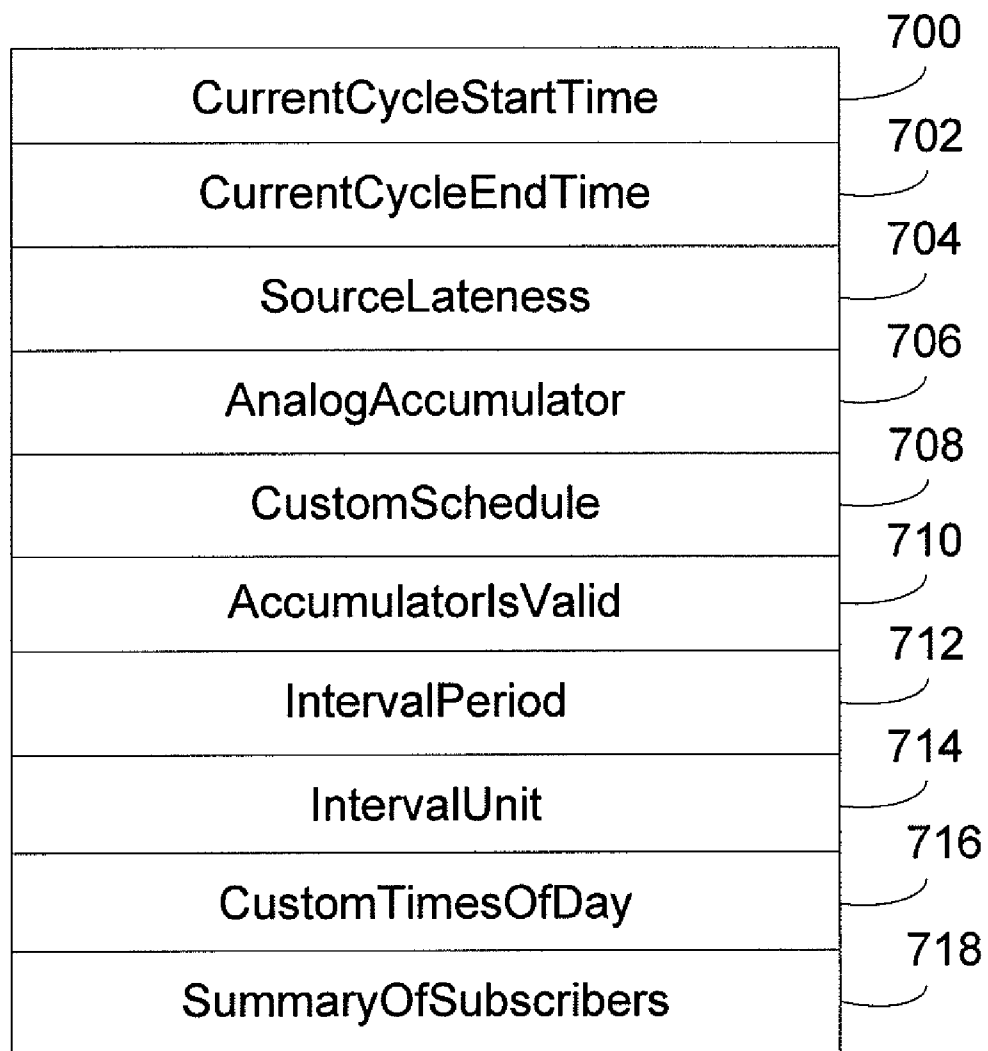 700
CurrentCycleStartTime
702
CurrentCycleEndTime
704
SourceLateness
706
AnalogAccumulator
708
CustomSchedule
710
AccumulatorIsValid
712
IntervalPeriod
714
IntervalUnit
716
CustomTimesOfDay
718
SummaryOfSubscribers